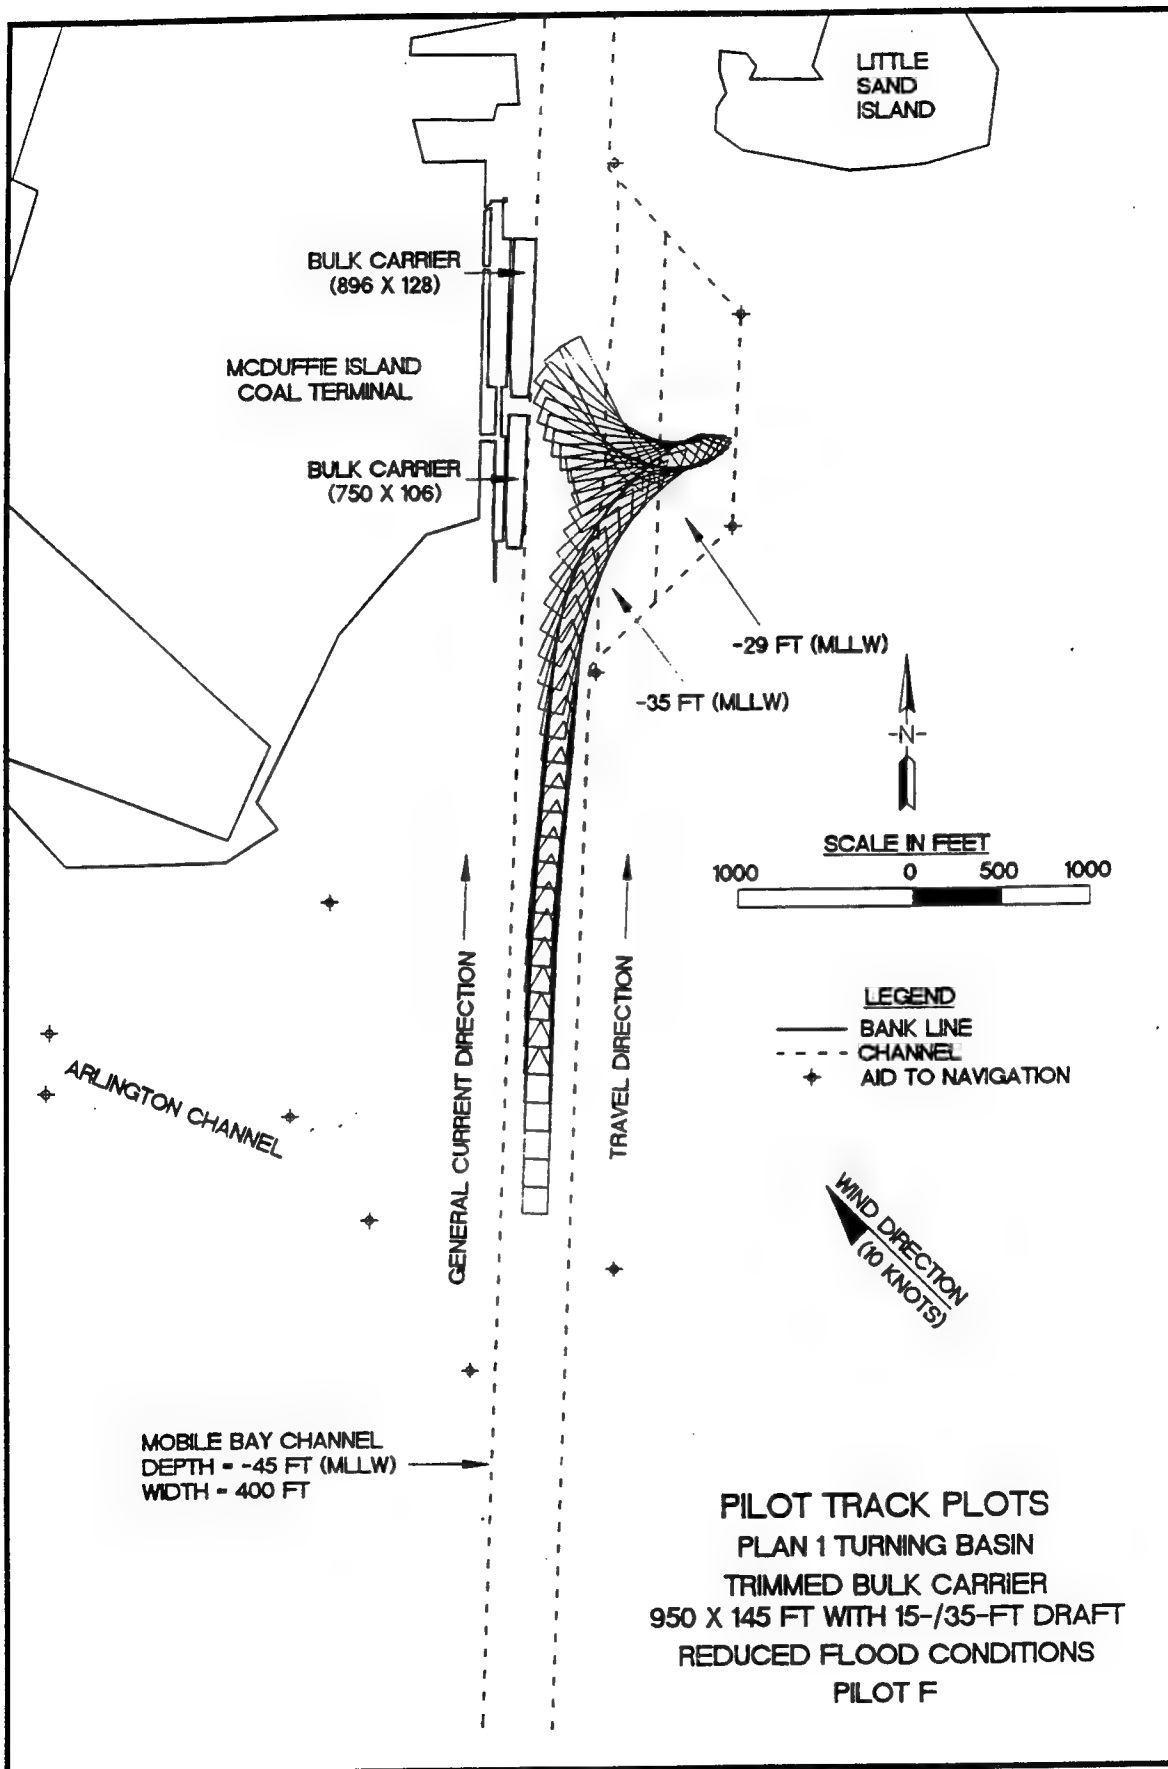 LITTLE
SAND
ISLAND
BULK CARRIER
(896 X 128)
MCDUFFIE ISLAND
COAL TERMINAL
BULK CARRIER
(750 X 106)
-29 FT (MLLW)
-35 FT (MLLW)
-N-
SCALE IN FEET
1000 0 500 1000
GENERAL CURRENT DIRECTION
TRAVEL DIRECTION
LEGEND
BANK LINE
CHANNEL
AID TO NAVIGATION
ARLINGTON CHANNEL
WIND DIRECTION
(10 KNOTS)
MOBILE BAY CHANNEL
DEPTH = -45 FT (MLLW)
WIDTH = 400 FT
PILOT TRACK PLOTS
PLAN 1 TURNING BASIN
TRIMMED BULK CARRIER
950 X 145 FT WITH 15-/35-FT DRAFT
REDUCED FLOOD CONDITIONS
PILOT F